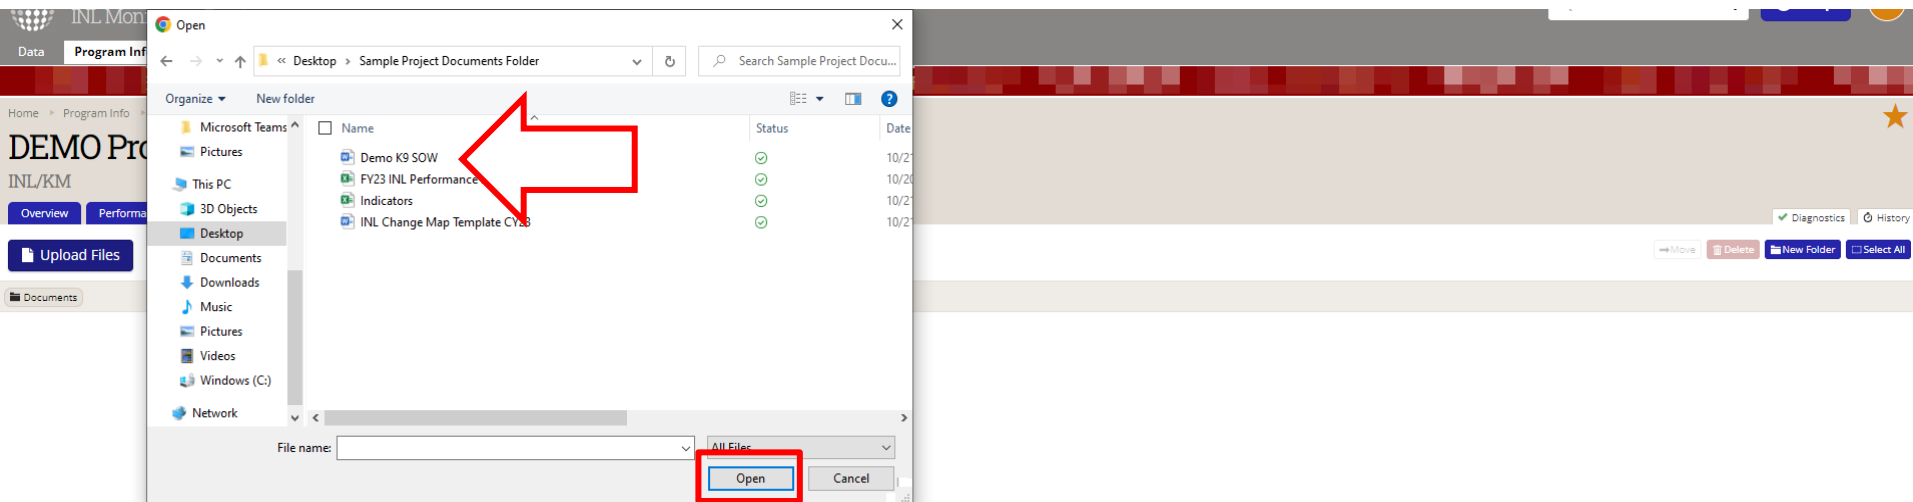 INL Mon
Open
Data
Program Inf
« Desktop › Sample Project Documents Folder
Search Sample Project Docu...
Organize
New folder
Home
Program Info
Microsoft Teams
Name
Status
Date
DEMO Pro
Pictures
Demo K9 SOW
10/21
INL/KM
This PC
FY23 INL Performance
10/20
3D Objects
Indicators
10/21
Overview
Performa
Desktop
INL Change Map Template CY23
10/2
Diagnostics
History
Upload Files
Documents
Move
Delete
New Folder
Select All
Downloads
Documents
Music
Pictures
Videos
Windows (C:)
Network
File name:
All Files
Open
Cancel